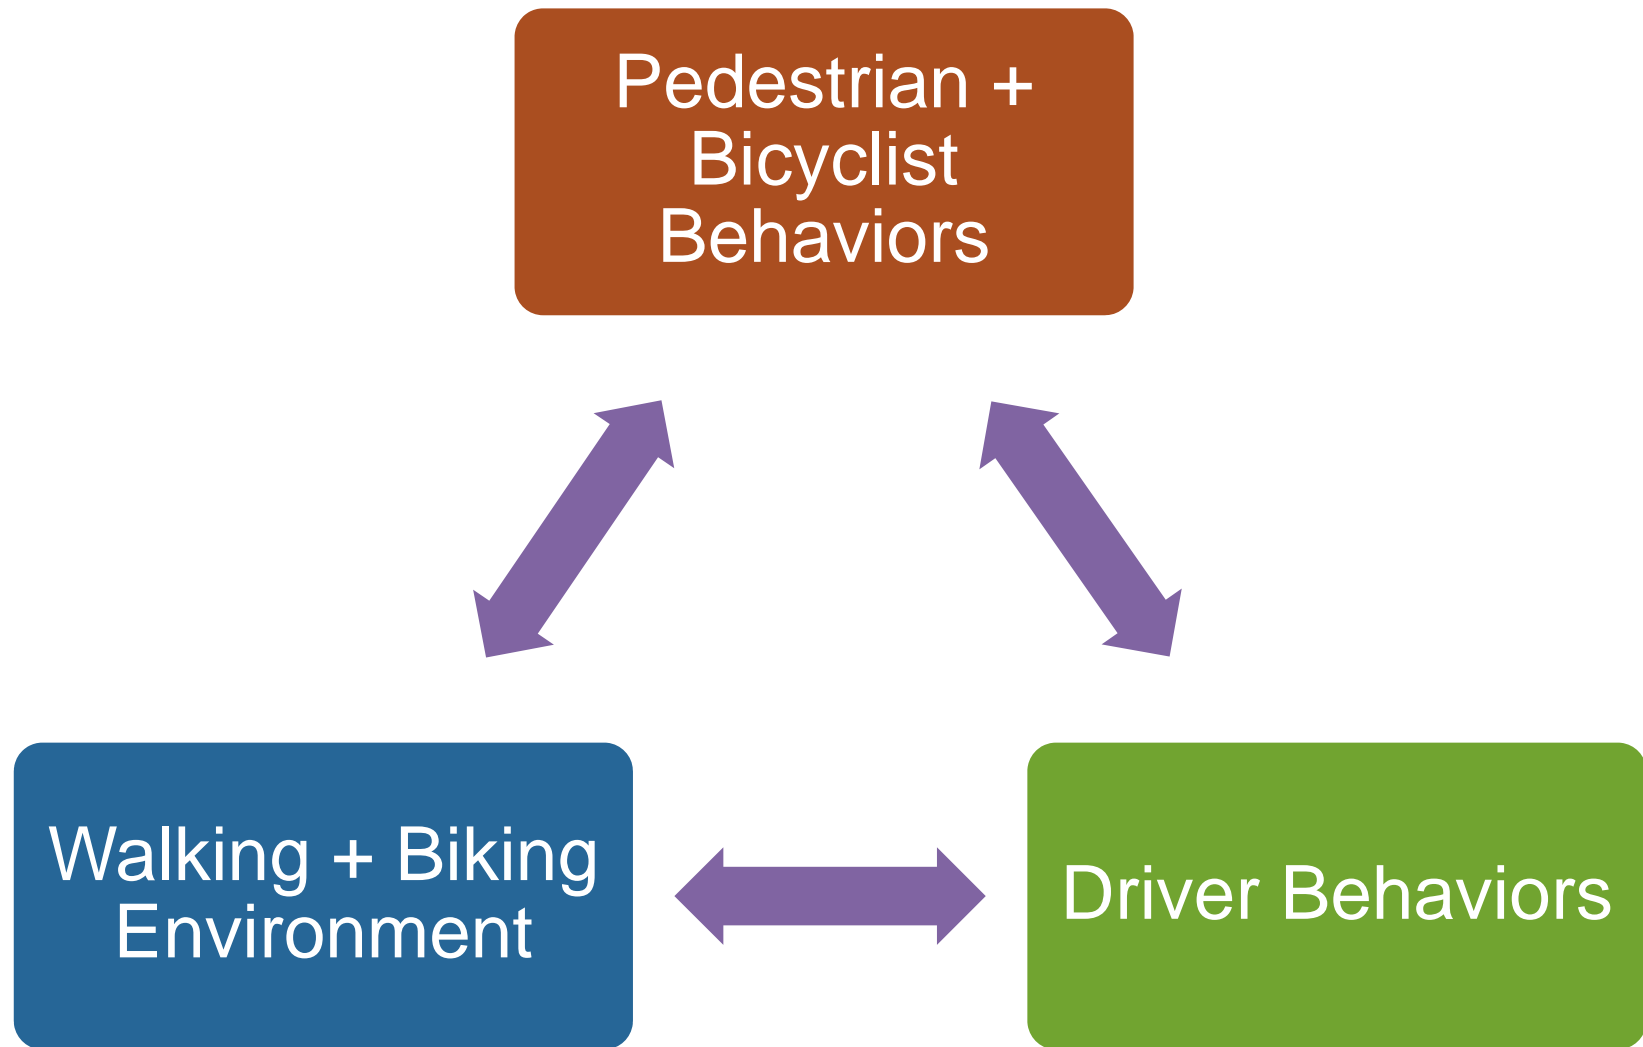 Pedestrian +
Bicyclist
Behaviors
Walking + Biking
Environment
Driver Behaviors